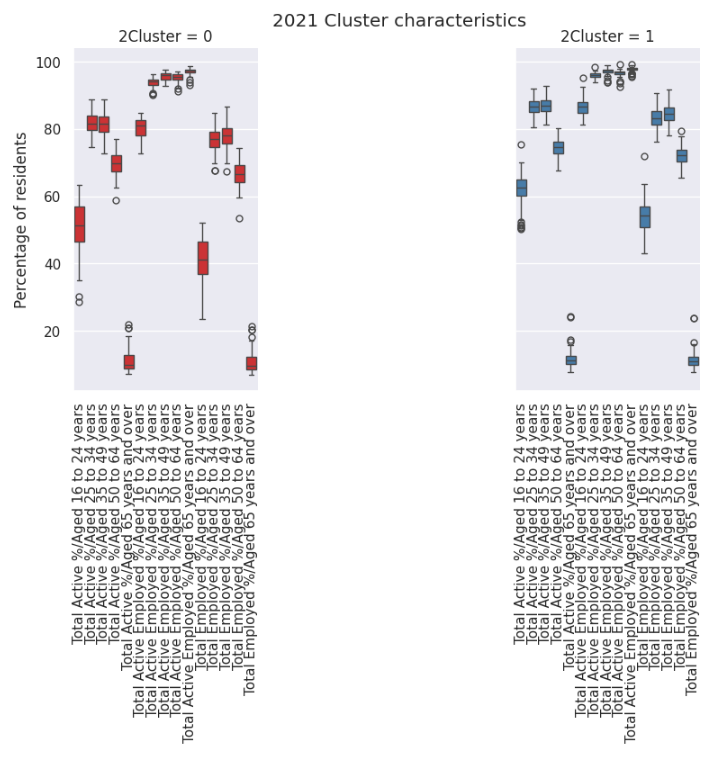 2021 Cluster characteristics
2Cluster = 0
2Cluster = 1
Percentage of residents
100
80
60
40
20
Total Active %/Aged 16 to 24 years
Total Active %/Aged 25 to 34 years
Total Active %/Aged 35 to 49 years
Total Active %/Aged 50 to 64 years
Total Active %/Aged 65 years and over
Total Active Employed %/Aged 16 to 24 years
Total Active Employed %/Aged 25 to 34 years
Total Active Employed %/Aged 35 to 49 years
Total Active Employed %/Aged 50 to 64 years
Total Active Employed %/Aged 65 years and over
Total Employed %/Aged 16 to 24 years
Total Employed %/Aged 25 to 34 years
Total Employed %/Aged 35 to 49 years
Total Employed %/Aged 50 to 64 years
Total Employed %/Aged 65 years and over
Total Active %/Aged 16 to 24 years
Total Active %/Aged 25 to 34 years
Total Active %/Aged 35 to 49 years
Total Active %/Aged 50 to 64 years
Total Active %/Aged 65 years and over
Total Active Employed %/Aged 16 to 24 years
Total Active Employed %/Aged 25 to 34 years
Total Active Employed %/Aged 35 to 49 years
Total Active Employed %/Aged 50 to 64 years
Total Active Employed %/Aged 65 years and over
Total Employed %/Aged 16 to 24 years
Total Employed %/Aged 25 to 34 years
Total Employed %/Aged 35 to 49 years
Total Employed %/Aged 50 to 64 years
Total Employed %/Aged 65 years and over